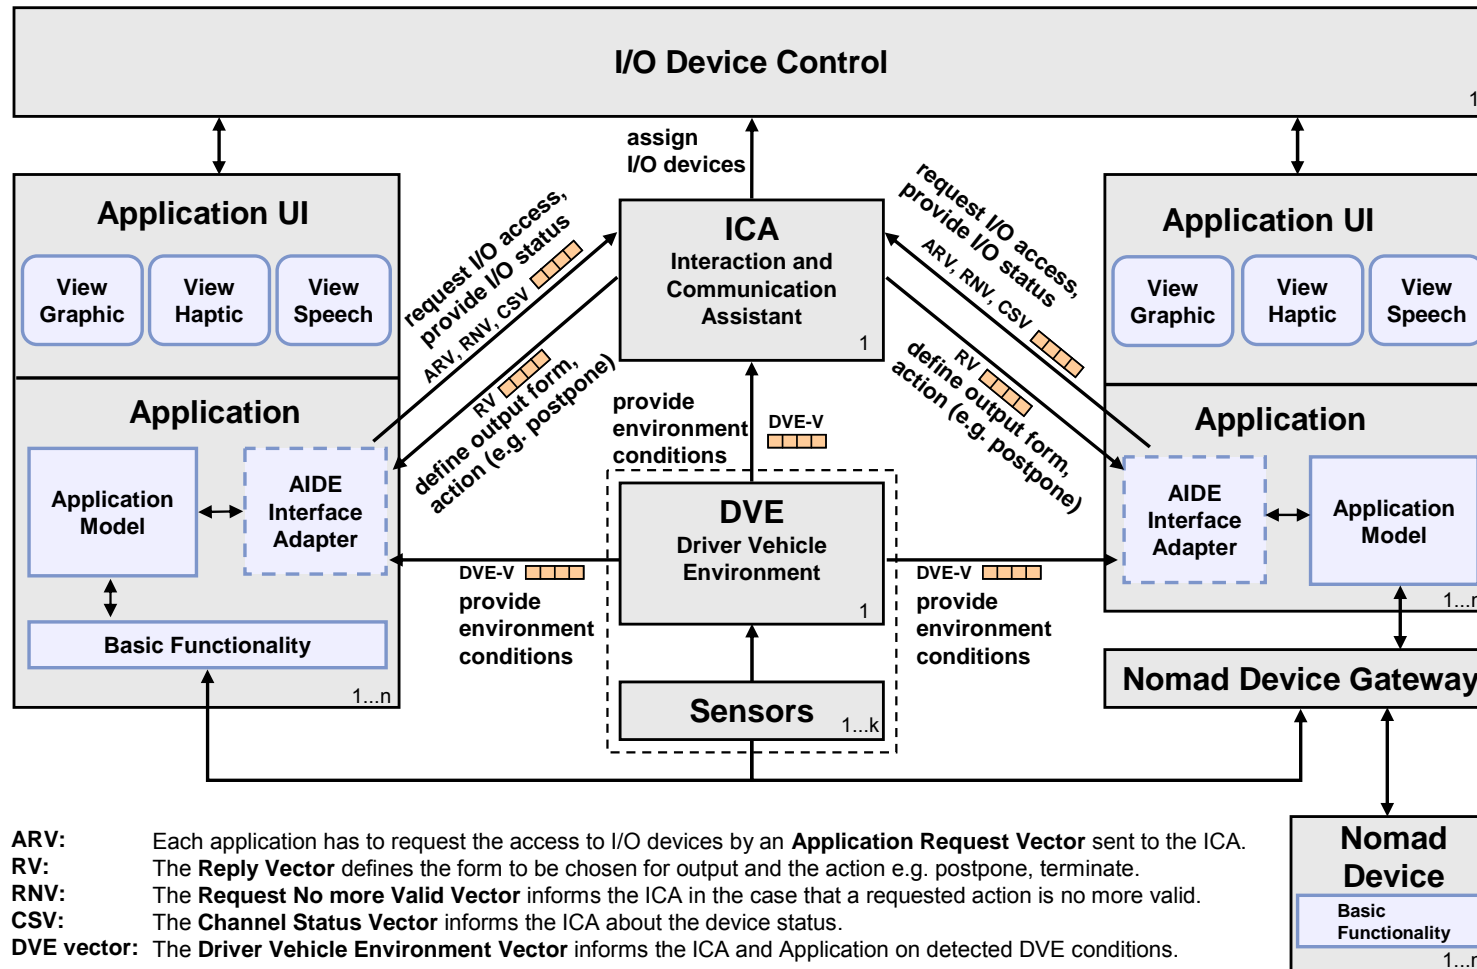 I/O Device Control
1
assign
I/O devices
Application UI
View
Graphic
View
Haptic
View
Speech
request I/O access,
provide I/O status
ARV, RNV, CSV
RV
define output form,
action (e.g. postpone)
ICA
Interaction and
Communication
Assistant
1
request I/O access,
provide I/O status
ARV, RNV, CSV
RV
define output form,
action (e.g. postpone)
Application UI
View
Graphic
View
Haptic
View
Speech
Application
Application
Model
AIDE
Interface
Adapter
Basic Functionality
1...n
provide
environment
conditions
DVE-V
DVE
Driver Vehicle
Environment
1
DVE-V
provide
environment
conditions
DVE-V
provide
environment
conditions
Sensors
1...k
Application
AIDE
Interface
Adapter
Application
Model
1...n
Nomad Device Gateway
Nomad
Device
Basic
Functionality
1...n
ARV: Each application has to request the access to I/O devices by an Application Request Vector sent to the ICA.
RV: The Reply Vector defines the form to be chosen for output and the action e.g. postpone, terminate.
RNV: The Request No more Valid Vector informs the ICA in the case that a requested action is no more valid.
CSV: The Channel Status Vector informs the ICA about the device status.
DVE vector: The Driver Vehicle Environment Vector informs the ICA and Application on detected DVE conditions.